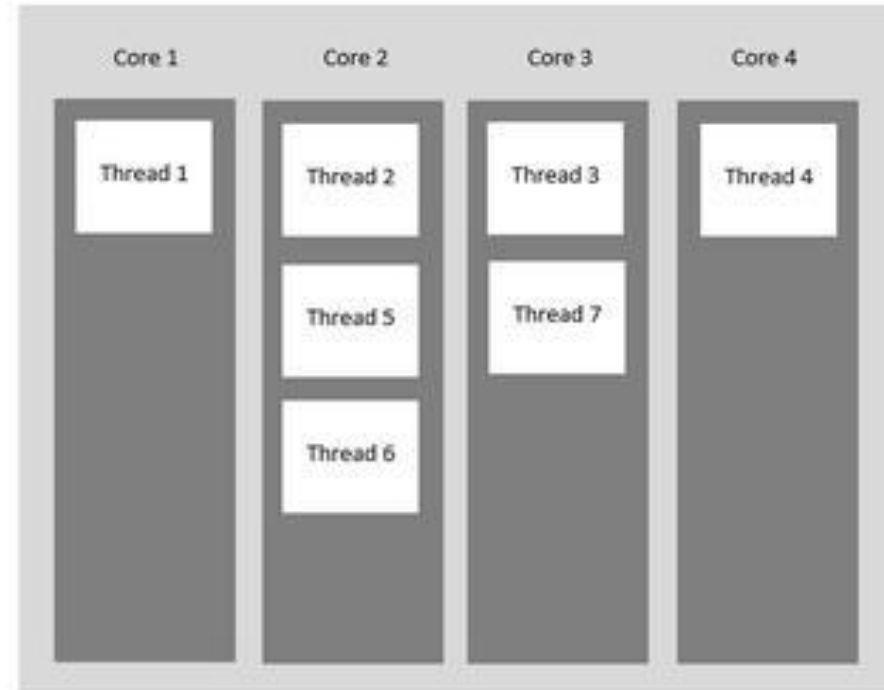 Core 1
Core 2
Core 3
Core 4
Thread 1
Thread 2
Thread 3
Thread 4
Thread 5
Thread 7
Thread 6